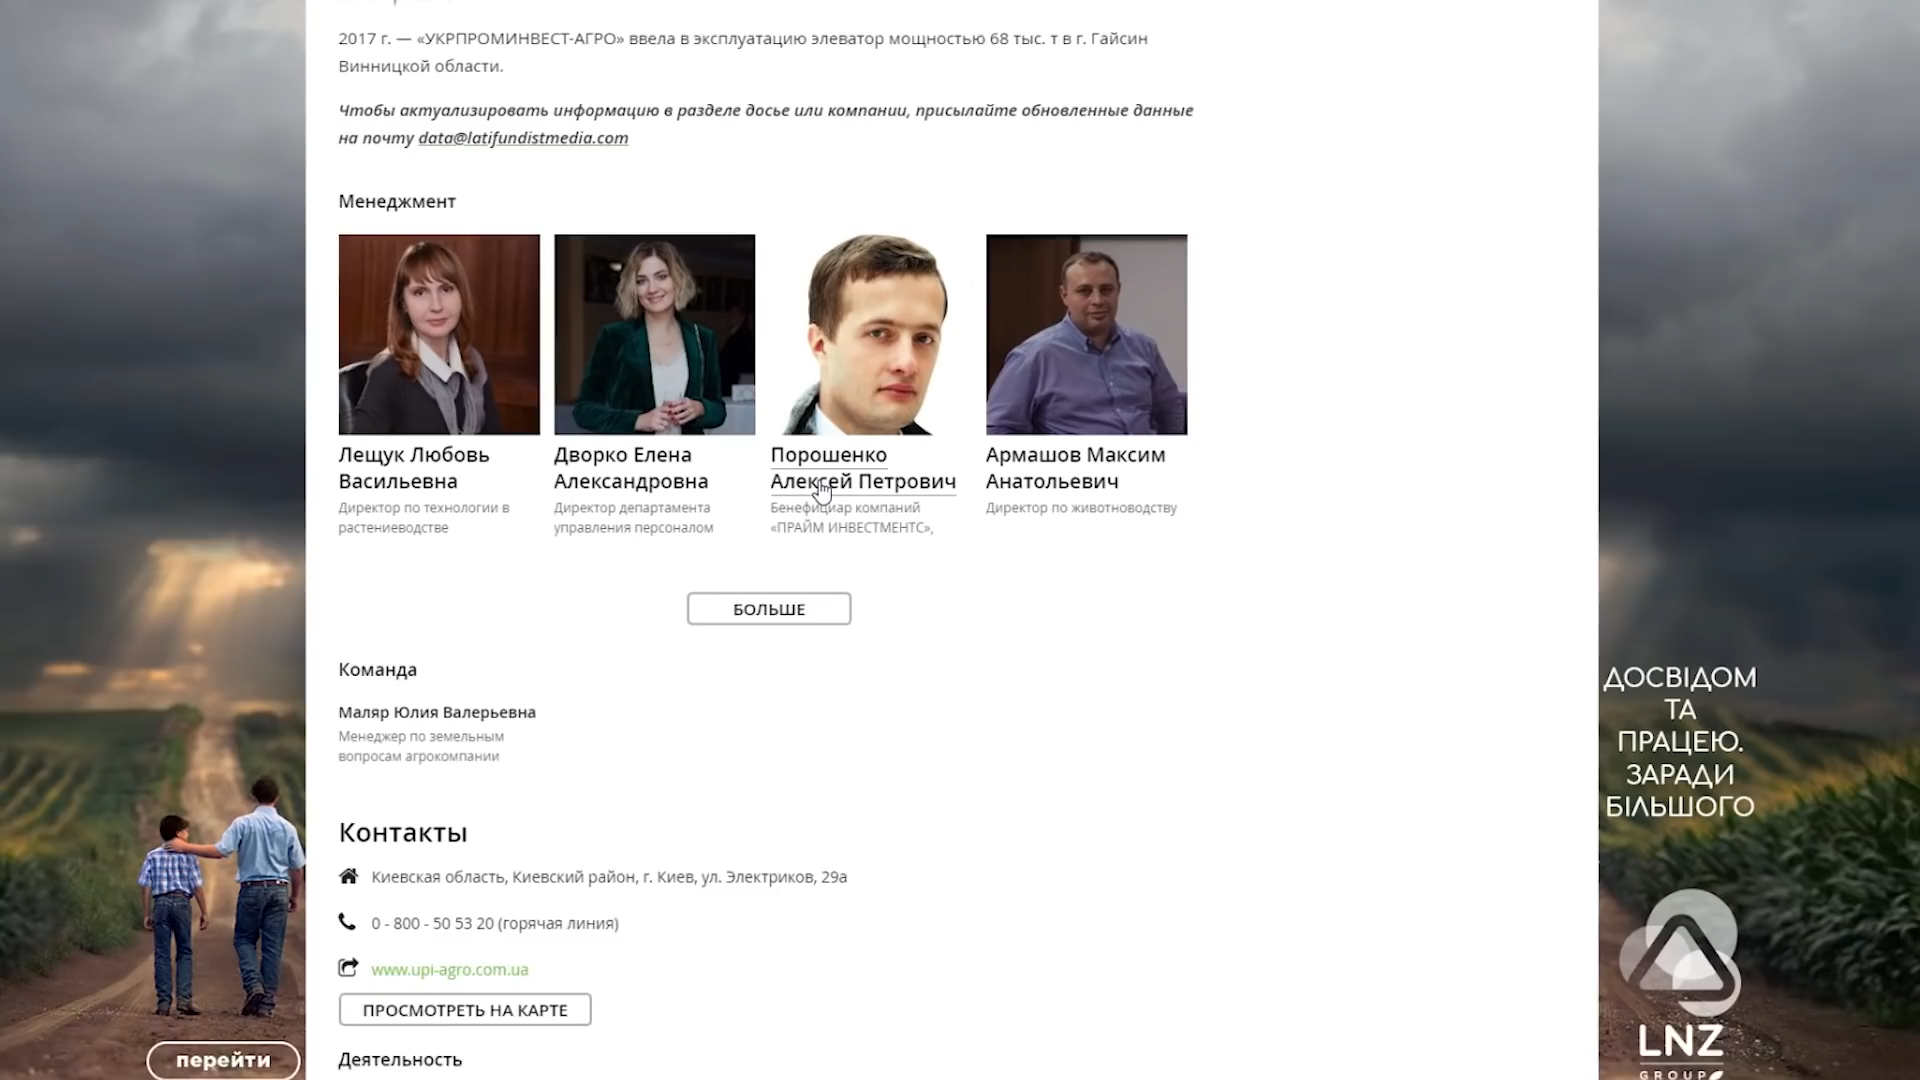 2017 г. — «УКРПРОМИНВЕСТ-АГРО» ввела в эксплуатацию элеватор мощностью 68 тыс. т в г. Гайсин
Винницкой области.
Чтобы актуализировать информацию в разделе досье или компании, присылайте обновленные данные
на почту data@latifundistmedia.com
Менеджмент
Лещук Любовь
Васильевна
Директор по технологии в
растениеводстве
Дворко Елена
Александровна
Директор департамента
управления персоналом
Порошенко
Алексей Петрович
Бенефициар компаний
«ПРАЙМ ИНВЕСТМЕНТС»,
Армашов Максим
Анатольевич
Директор по животноводству
БОЛЬШЕ
Команда
Маляр Юлия Валерьевна
Менеджер по земельным
вопросам агрокомпании
Контакты
Киевская область, Киевский район, г. Киев, ул. Электриков, 29а
0 - 800 - 50 53 20 (горячая линия)
www.upi-agro.com.ua
ПРОСМОТРЕТЬ НА КАРТЕ
Деятельность
перейти
ДОСВІДОМ
ТА
ПРАЦЕЮ.
ЗАРАДИ
БІЛЬШОГО
LNZ
GROUP